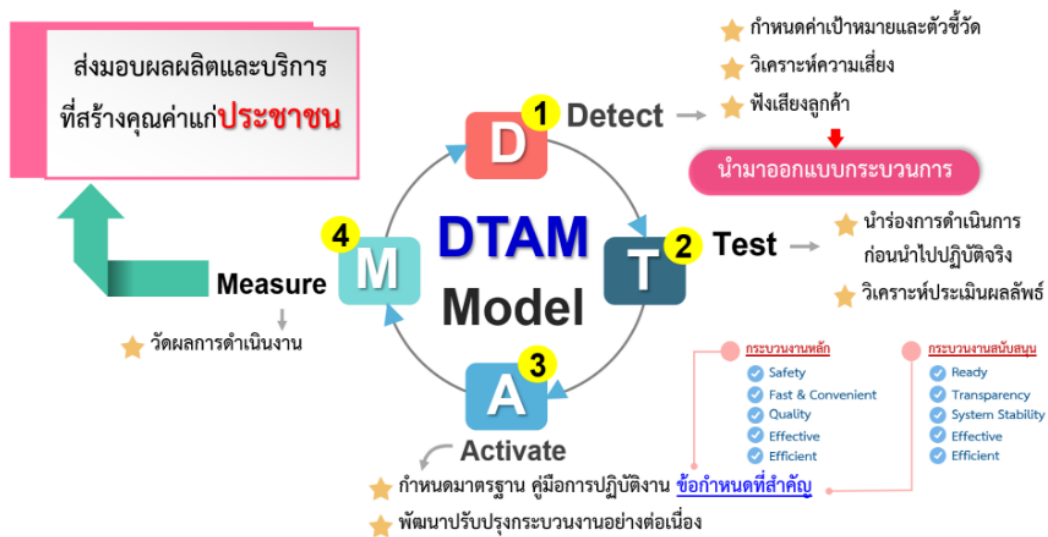 ส่งมอบผลผลิตและบริการ
ที่สร้างคุณค่าแก่ประชาชน
DTAM
Model
D
1
Detect
กำหนดค่าเป้าหมายและตัวชี้วัด
วิเคราะห์ความเสี่ยง
ฟังเสียงลูกค้า
นำมาออกแบบกระบวนการ
T
2
Test
นำร่องการดำเนินการ
ก่อนนำไปปฏิบัติจริง
วิเคราะห์ประเมินผลลัพธ์
A
3
Activate
กำหนดมาตรฐาน คู่มือการปฏิบัติงาน ข้อกำหนดที่สำคัญ
พัฒนาปรับปรุงกระบวนงานอย่างต่อเนื่อง
กระบวนงานหลัก
Safety
Fast & Convenient
Quality
Effective
Efficient
กระบวนงานสนับสนุน
Ready
Transparency
System Stability
Effective
Efficient
M
4
Measure
วัดผลการดำเนินงาน